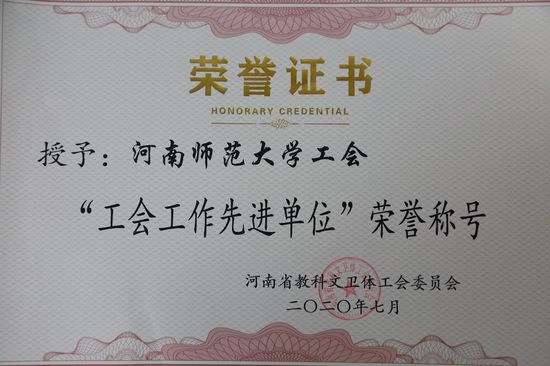 荣誉证书
HONORARY CREDENTIAL
授予：河南师范大学工会
“工会工作先进单位”荣誉称号
河南省教科文卫体工会委员会
二〇二〇年七月